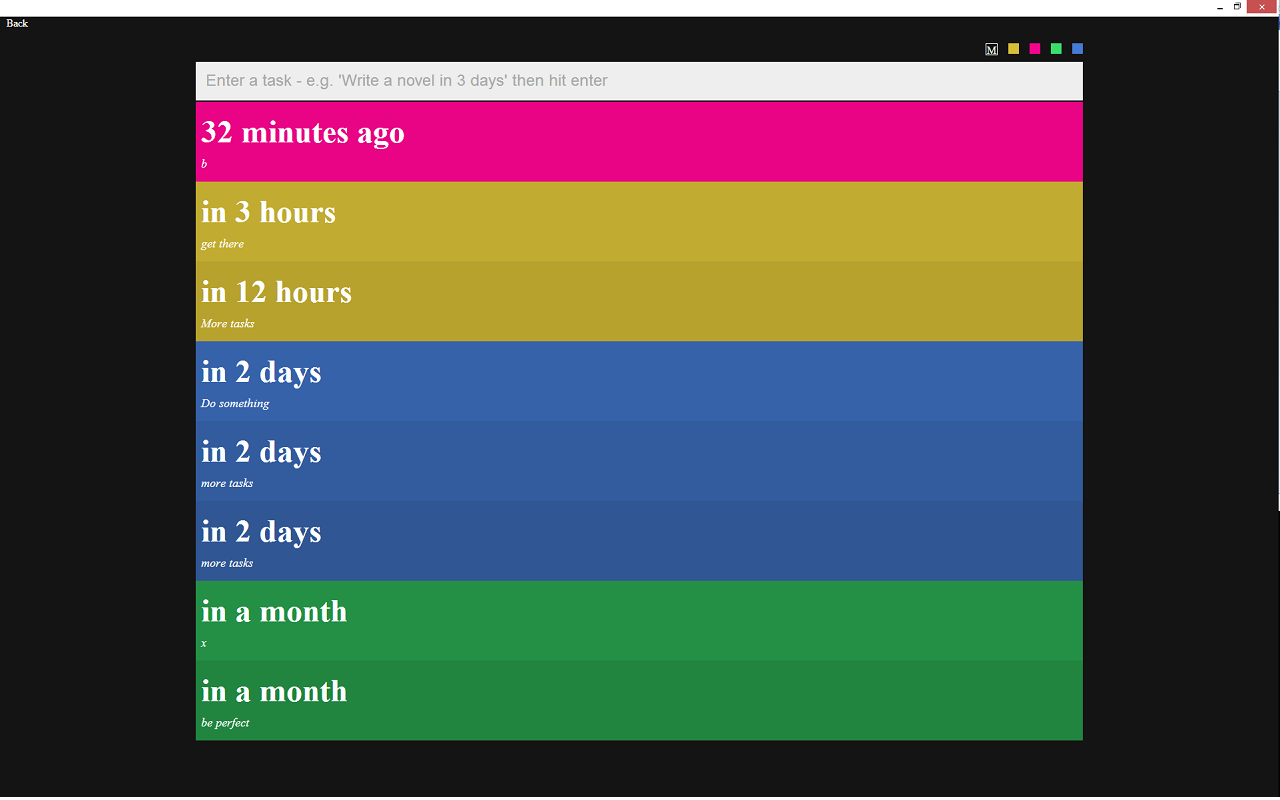 Back
M
Enter a task - e.g. 'Write a novel in 3 days' then hit enter
32 minutes ago
b
in 3 hours
get there
in 12 hours
More tasks
in 2 days
Do something
in 2 days
more tasks
in 2 days
more tasks
in a month
x
in a month
be perfect